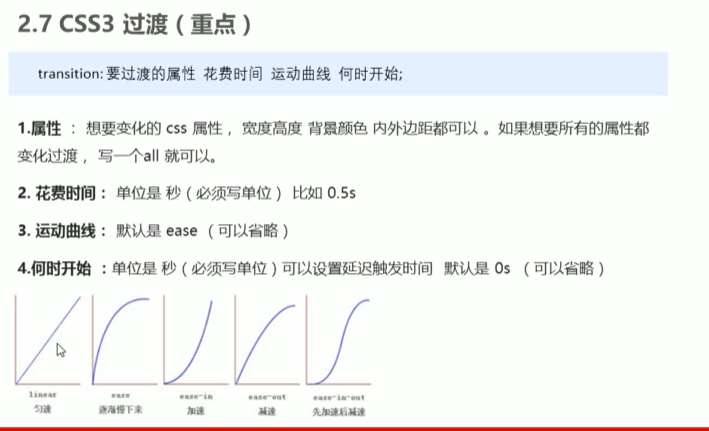 2.7 CSS3 过渡（重点）
transition: 要过渡的属性 花费时间 运动曲线 何时开始;
1.属性 ： 想要变化的 css 属性， 宽度高度 背景颜色 内外边距都可以 。如果想要所有的属性都
变化过渡， 写一个all 就可以。
2. 花费时间： 单位是 秒（必须写单位） 比如 0.5s
3. 运动曲线： 默认是 ease （可以省略）
4.何时开始 ：单位是 秒（必须写单位）可以设置延迟触发时间 默认是 0s （可以省略）
linear ease ease-in ease-out ease-in-out
匀速 逐渐慢下来 加速 减速 先加速后减速